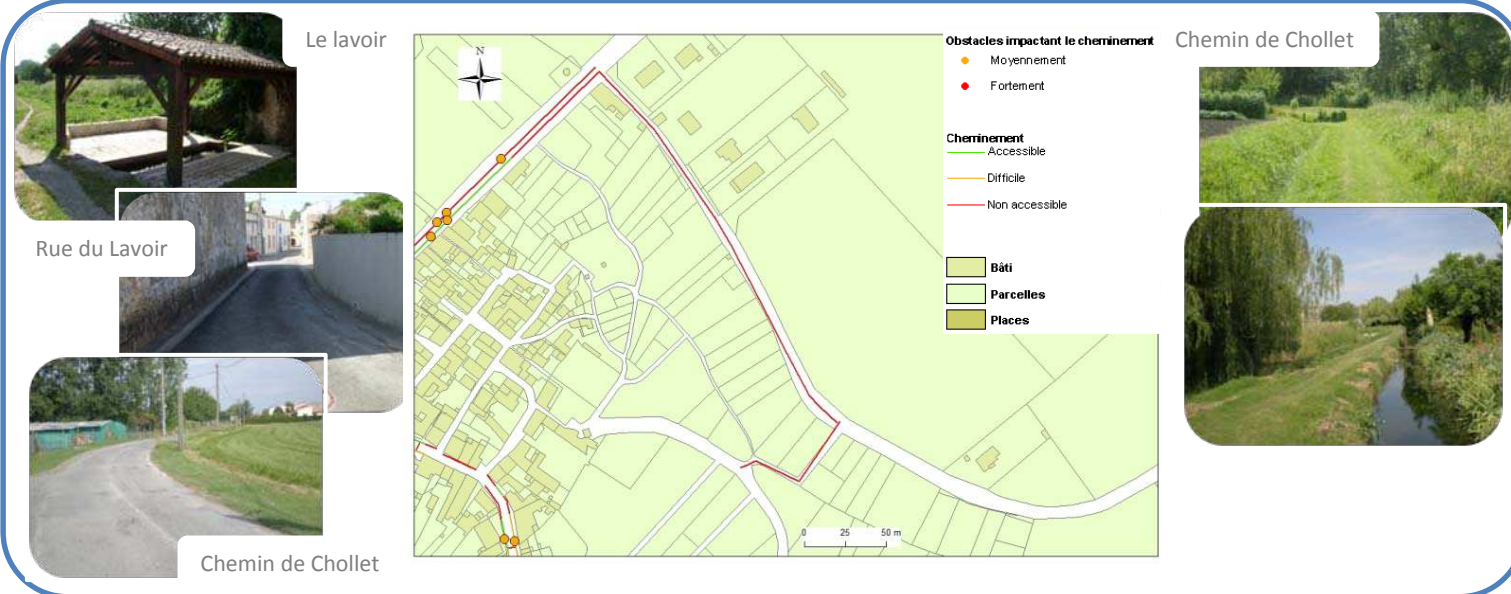 Le lavoir
Rue du Lavoir
Chemin de Chollet
N
0 25 50 m
Obstacles impactant le cheminement
Moyennement
Fortement
Cheminement
Accessible
Difficile
Non accessible
Bâti
Parcelles
Places
Chemin de Chollet